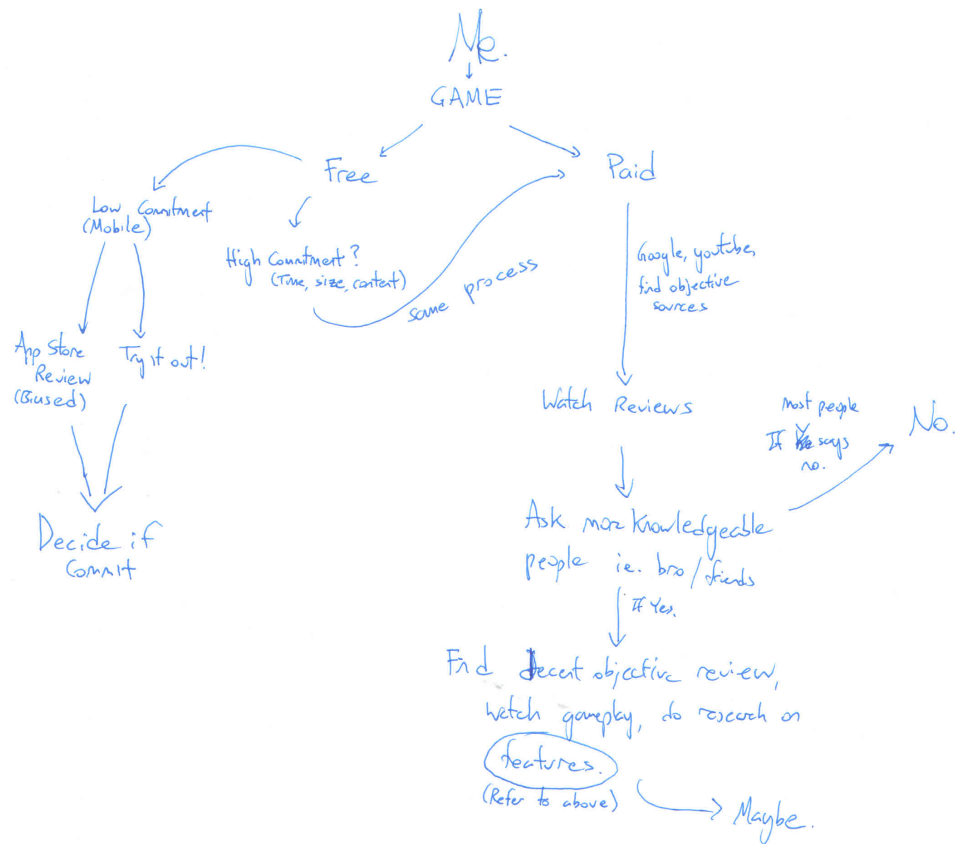 Me.
GAME
Free
Paid
Low Commitment
(Mobile)
High Commitment?
(Time, size, content)
same process
Google, youtube,
find objective
sources
App Store
Review
(Biased)
Try it out!
Decide if
Commit
Watch Reviews
most people
If says
no.
No.
Ask more knowledgeable
people ie. bro/friends
If Yes.
Find decent objective review,
watch gameplay, do research on
features.
(Refer to above)
Maybe.